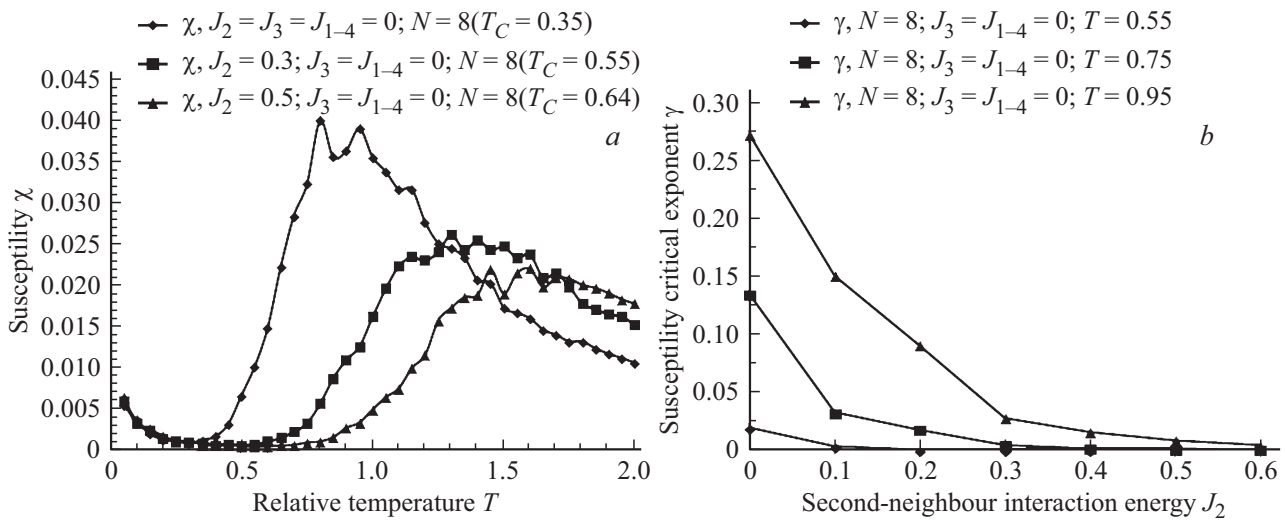 χ, J₂ = J₃ = J₁₋₄ = 0; N = 8(T_C = 0.35)
χ, J₂ = 0.3; J₃ = J₁₋₄ = 0; N = 8(T_C = 0.55)
χ, J₂ = 0.5; J₃ = J₁₋₄ = 0; N = 8(T_C = 0.64)
a
0.045
0.040
0.035
0.030
0.025
0.020
0.015
0.010
0.005
0
Susceptility χ
0 0.5 1.0 1.5 2.0
Relative temperature T
γ, N = 8; J₃ = J₁₋₄ = 0; T = 0.55
γ, N = 8; J₃ = J₁₋₄ = 0; T = 0.75
γ, N = 8; J₃ = J₁₋₄ = 0; T = 0.95
b
0.30
0.25
0.20
0.15
0.10
0.05
0
Susceptility critical exponent γ
0 0.1 0.2 0.3 0.4 0.5 0.6
Second-neighbour interaction energy J₂